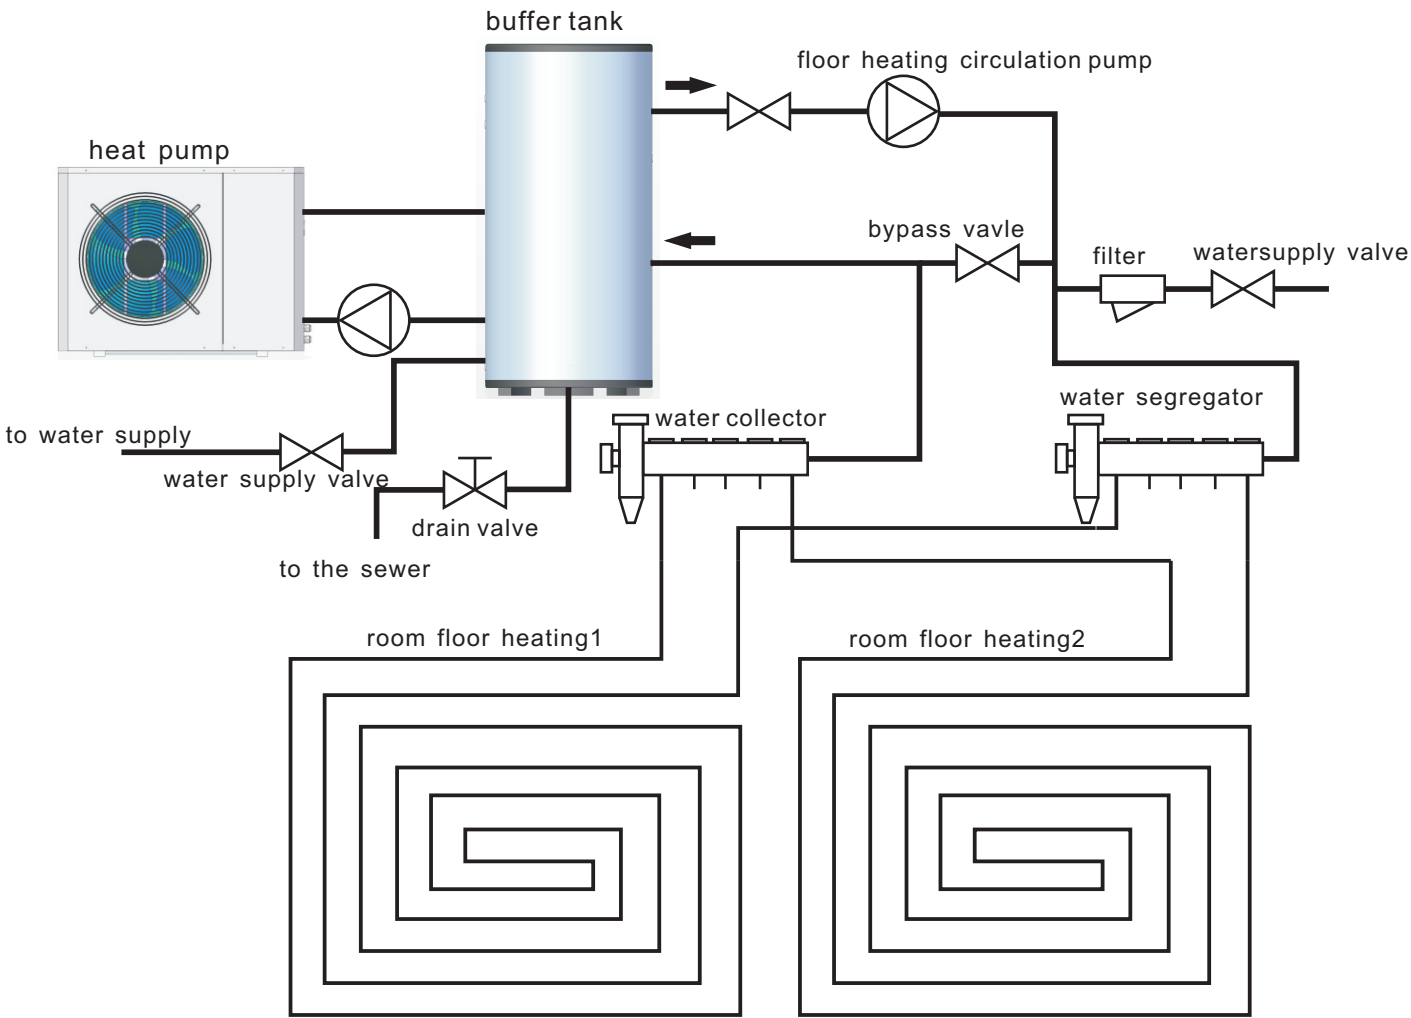 buffer tank
floor heating circulation pump
heat pump
bypass vavle
filter
watersupply valve
water collector
water segregator
to water supply
water supply valve
drain valve
to the sewer
room floor heating1
room floor heating2